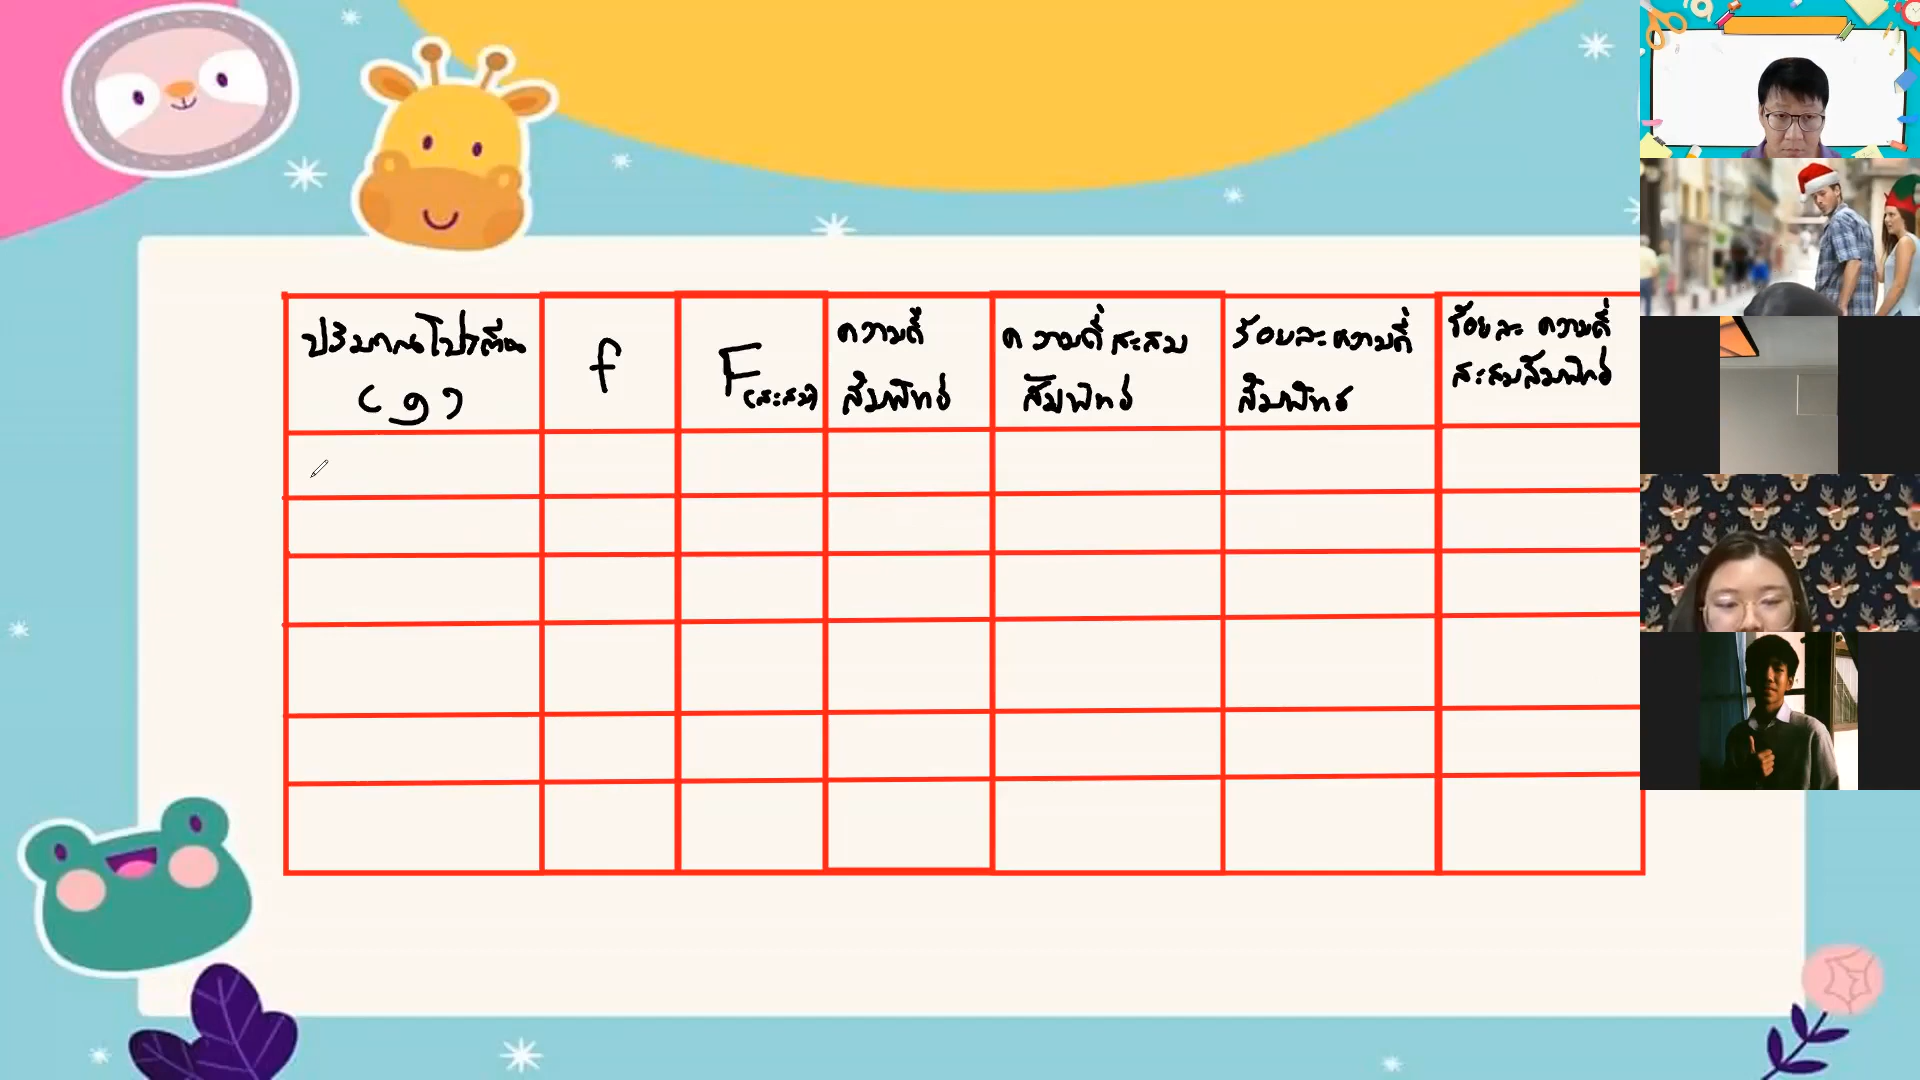 ปริมาณโปรตีน
(g)
f
F(สะสม)
ความถี่
สัมพัทธ์
ความถี่สะสม
สัมพัทธ์
ร้อยละความถี่
สัมพัทธ
ร้อยละ ความถี่
สะสมสัมพัทธ์